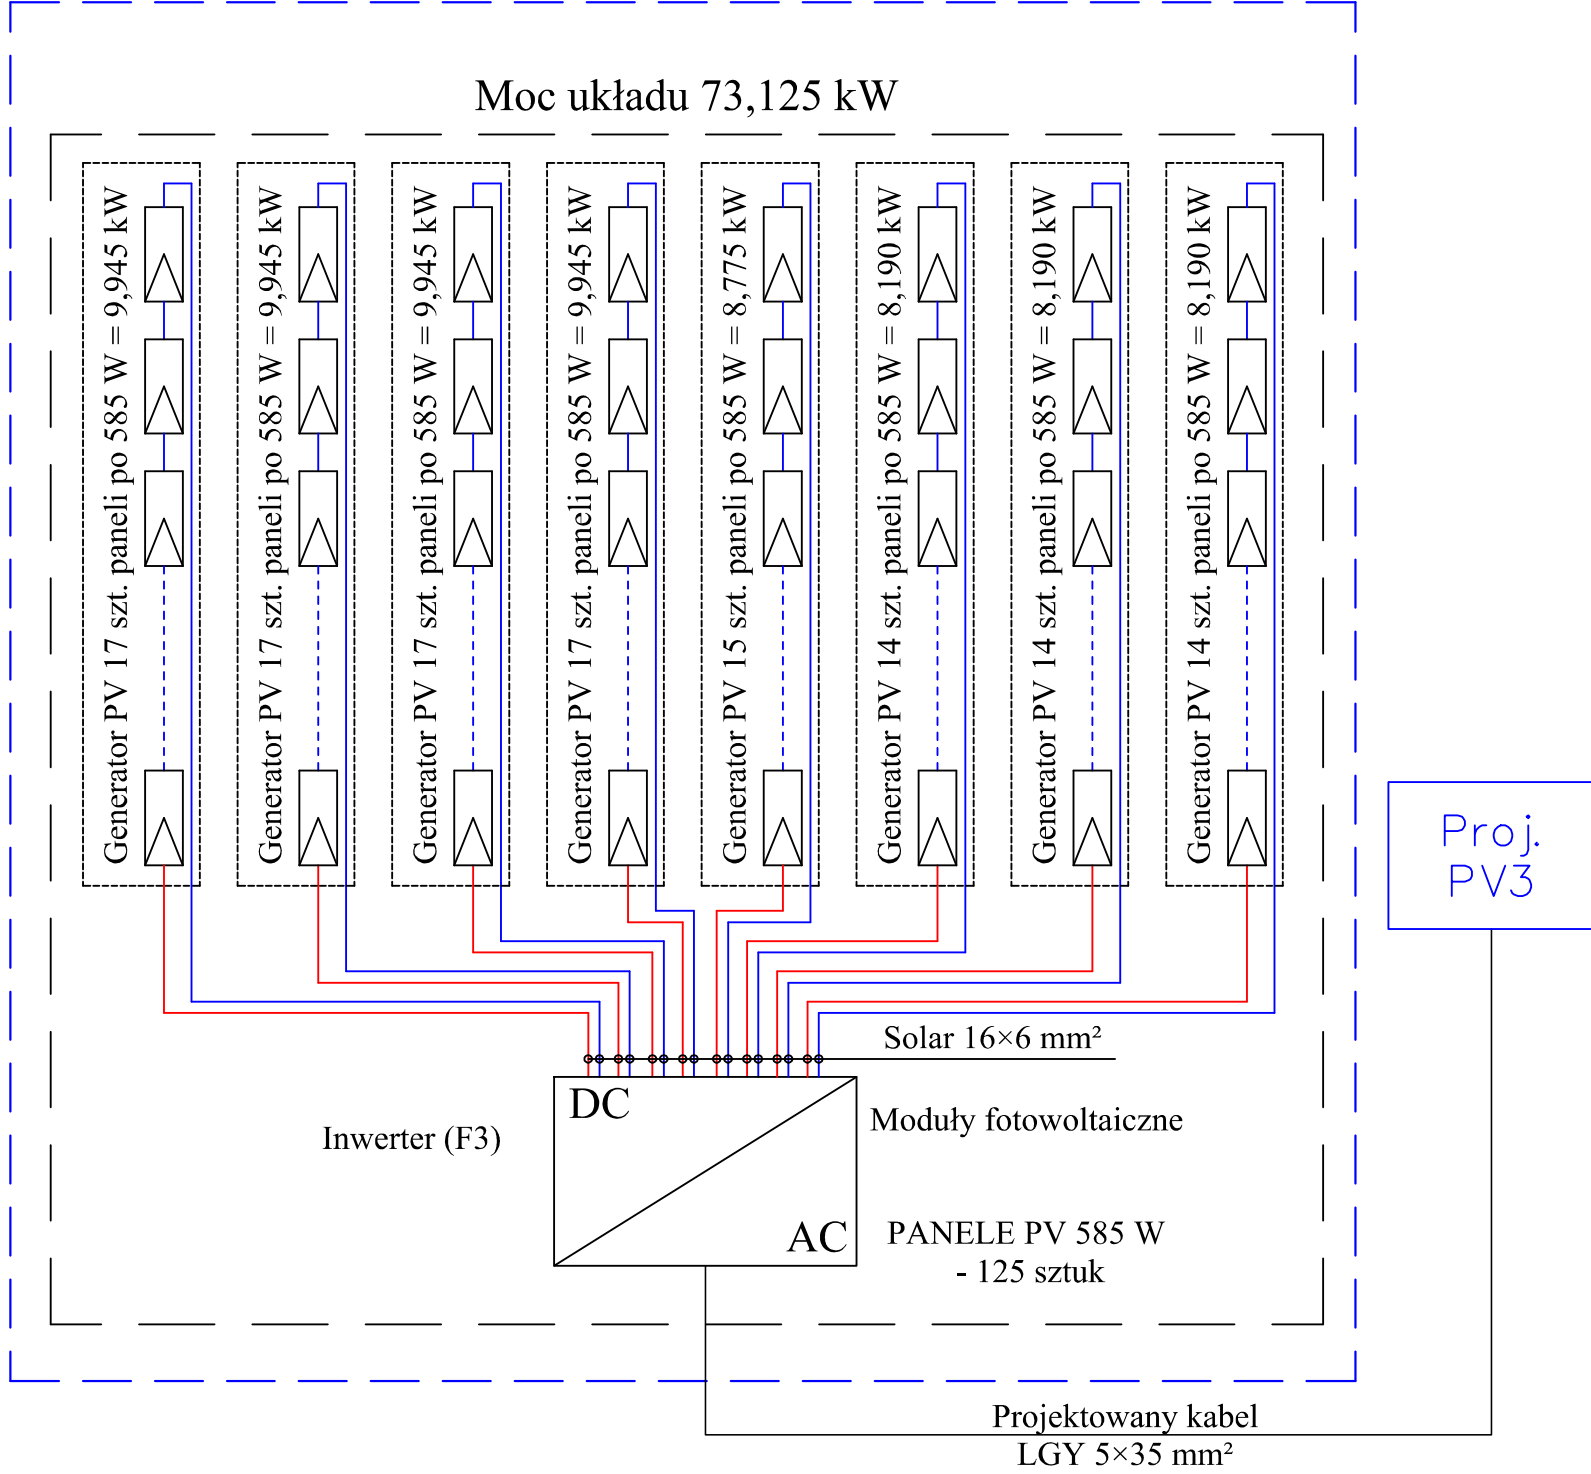 Moc układu 73,125 kW
Generator PV 17 szt. paneli po 585 W = 9,945 kW
Generator PV 17 szt. paneli po 585 W = 9,945 kW
Generator PV 17 szt. paneli po 585 W = 9,945 kW
Generator PV 17 szt. paneli po 585 W = 9,945 kW
Generator PV 15 szt. paneli po 585 W = 8,775 kW
Generator PV 14 szt. paneli po 585 W = 8,190 kW
Generator PV 14 szt. paneli po 585 W = 8,190 kW
Generator PV 14 szt. paneli po 585 W = 8,190 kW
Proj.
PV3
Solar 16×6 mm²
DC
Inwerter (F3)
Moduły fotowoltaiczne
AC
PANELE PV 585 W
- 125 sztuk
Projektowany kabel
LGY 5×35 mm²